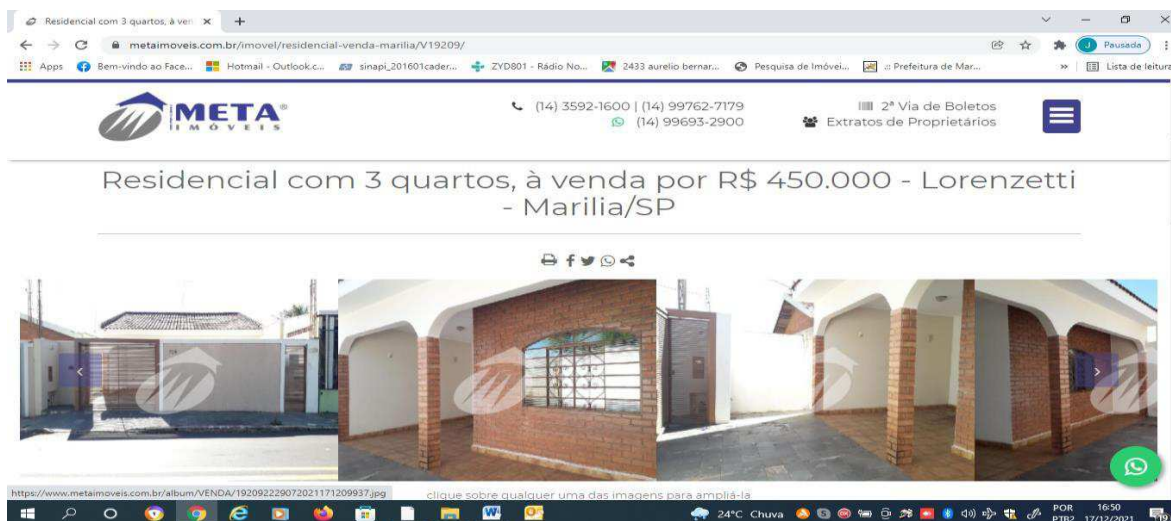 Residencial com 3 quartos, à ven
metaimoveis.com.br/imovel/residencial-venda-marilia/V19209/
J Pausada
Apps Bem-vindo ao Face... Hotmail - Outlook.c... sinapi_201601cader... ZYD801 - Rádio No... 2433 aurelio bernar... Pesquisa de Imóvei... .:: Prefeitura de Mar... » Lista de leitura
META®
IMÓVEIS
(14) 3592-1600 | (14) 99762-7179
(14) 99693-2900
2ª Via de Boletos
Extratos de Proprietários
Residencial com 3 quartos, à venda por R$ 450.000 - Lorenzetti
- Marilia/SP
https://www.metaimoveis.com.br/album/VENDA/192092229072021171209937.jpg
clique sobre qualquer uma das imagens para ampliá-la
24°C Chuva
POR
PTB2
16:50
17/12/2021